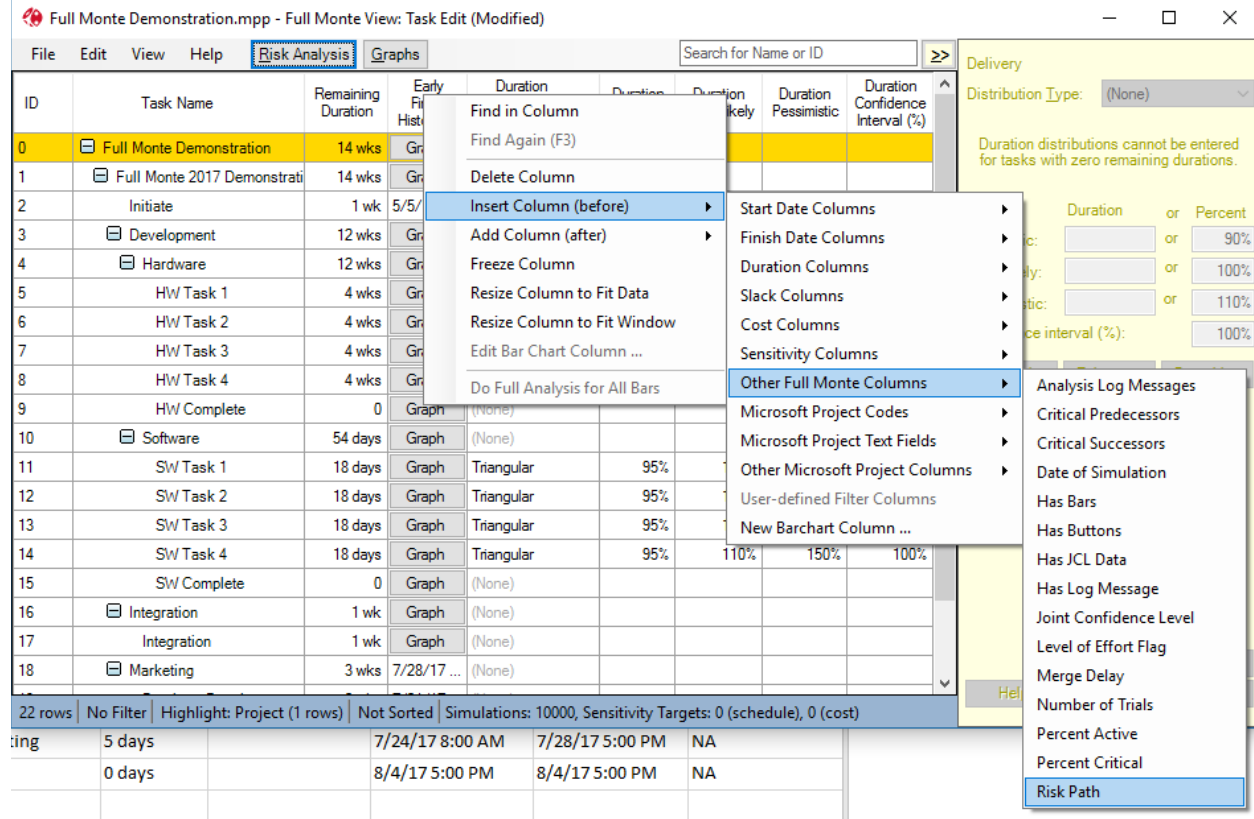 Full Monte Demonstration.mpp - Full Monte View: Task Edit (Modified)
File Edit View Help Risk Analysis Graphs Search for Name or ID >>
ID Task Name Remaining Duration Early Duration Duration Pessimistic Duration Confidence Interval (%)
0 Full Monte Demonstration 14 wks
1 Full Monte 2017 Demonstrati 14 wks
2 Initiate 1 wk 5/5/
3 Development 12 wks
4 Hardware 12 wks
5 HW Task 1 4 wks
6 HW Task 2 4 wks
7 HW Task 3 4 wks
8 HW Task 4 4 wks
9 HW Complete 0 Graph (None)
10 Software 54 days Graph (None)
11 SW Task 1 18 days Graph Triangular 95%
12 SW Task 2 18 days Graph Triangular 95%
13 SW Task 3 18 days Graph Triangular 95%
14 SW Task 4 18 days Graph Triangular 95% 110% 150% 100%
15 SW Complete 0 Graph (None)
16 Integration 1 wk Graph (None)
17 Integration 1 wk Graph (None)
18 Marketing 3 wks 7/28/17 ... (None)
22 rows No Filter Highlight: Project (1 rows) Not Sorted Simulations: 10000, Sensitivity Targets: 0 (schedule), 0 (cost)
ting 5 days 7/24/17 8:00 AM 7/28/17 5:00 PM NA
0 days 8/4/17 5:00 PM 8/4/17 5:00 PM NA
Find in Column
Find Again (F3)
Delete Column
Insert Column (before)
Add Column (after)
Freeze Column
Resize Column to Fit Data
Resize Column to Fit Window
Edit Bar Chart Column ...
Do Full Analysis for All Bars
Start Date Columns
Finish Date Columns
Duration Columns
Slack Columns
Cost Columns
Sensitivity Columns
Other Full Monte Columns
Microsoft Project Codes
Microsoft Project Text Fields
Other Microsoft Project Columns
User-defined Filter Columns
New Barchart Column ...
Analysis Log Messages
Critical Predecessors
Critical Successors
Date of Simulation
Has Bars
Has Buttons
Has JCL Data
Has Log Message
Joint Confidence Level
Level of Effort Flag
Merge Delay
Number of Trials
Percent Active
Percent Critical
Risk Path
Delivery
Distribution Type: (None)
Duration distributions cannot be entered
for tasks with zero remaining durations.
Duration or Percent
ic: or 90%
ly: or 100%
stic: or 110%
ce interval (%): 100%
Hel